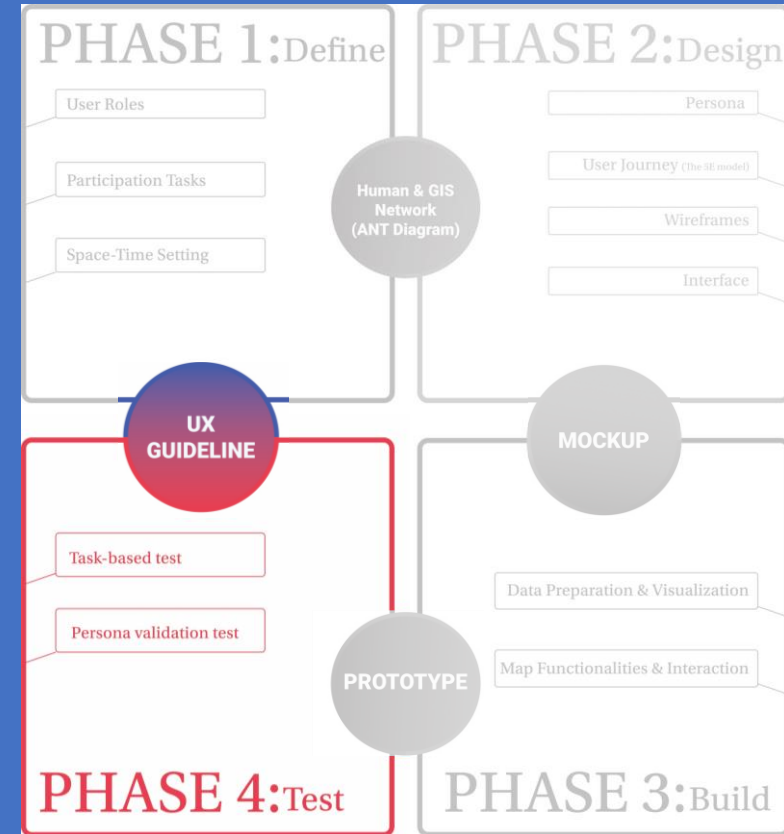 PHASE 1:Define
User Roles
Participation Tasks
Space-Time Setting
Human & GIS
Network
(ANT Diagram)
PHASE 2:Design
Persona
User Journey (The 5E model)
Wireframes
Interface
UX
GUIDELINE
MOCKUP
Task-based test
Persona validation test
PHASE 4:Test
PROTOTYPE
Data Preparation & Visualization
Map Functionalities & Interaction
PHASE 3:Build